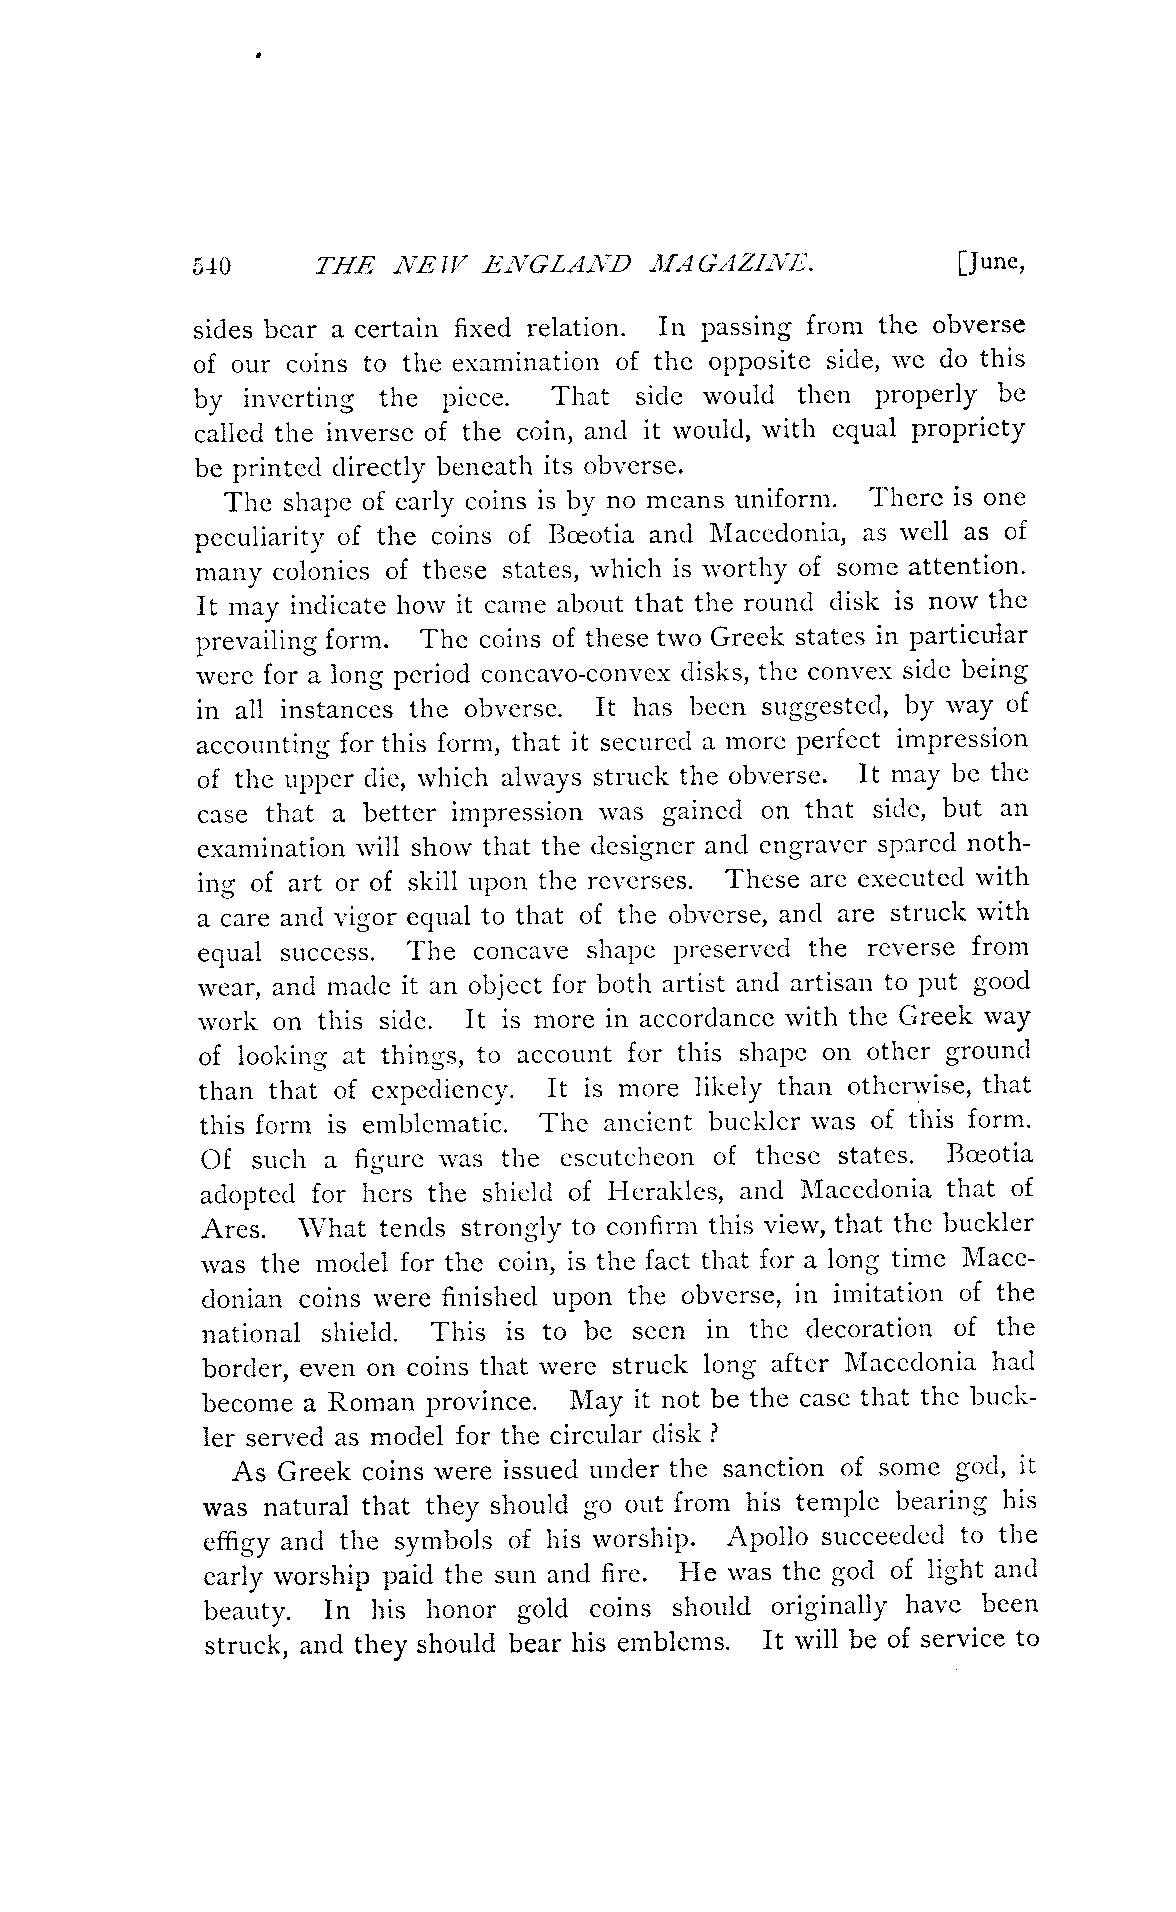 540 THE NEW ENGLAND MAGAZINE. [June,
sides bear a certain fixed relation. In passing from the obverse
of our coins to the examination of the opposite side, we do this
by inverting the piece. That side would then properly be
called the inverse of the coin, and it would, with equal propriety
be printed directly beneath its obverse.
The shape of early coins is by no means uniform. There is one
peculiarity of the coins of Bœotia and Macedonia, as well as of
many colonies of these states, which is worthy of some attention.
It may indicate how it came about that the round disk is now the
prevailing form. The coins of these two Greek states in particular
were for a long period concavo-convex disks, the convex side being
in all instances the obverse. It has been suggested, by way of
accounting for this form, that it secured a more perfect impression
of the upper die, which always struck the obverse. It may be the
case that a better impression was gained on that side, but an
examination will show that the designer and engraver spared noth-
ing of art or of skill upon the reverses. These are executed with
a care and vigor equal to that of the obverse, and are struck with
equal success. The concave shape preserved the reverse from
wear, and made it an object for both artist and artisan to put good
work on this side. It is more in accordance with the Greek way
of looking at things, to account for this shape on other ground
than that of expediency. It is more likely than otherwise, that
this form is emblematic. The ancient buckler was of this form.
Of such a figure was the escutcheon of these states. Bœotia
adopted for hers the shield of Herakles, and Macedonia that of
Ares. What tends strongly to confirm this view, that the buckler
was the model for the coin, is the fact that for a long time Mace-
donian coins were finished upon the obverse, in imitation of the
national shield. This is to be seen in the decoration of the
border, even on coins that were struck long after Macedonia had
become a Roman province. May it not be the case that the buck-
ler served as model for the circular disk?
As Greek coins were issued under the sanction of some god, it
was natural that they should go out from his temple bearing his
effigy and the symbols of his worship. Apollo succeeded to the
early worship paid the sun and fire. He was the god of light and
beauty. In his honor gold coins should originally have been
struck, and they should bear his emblems. It will be of service to